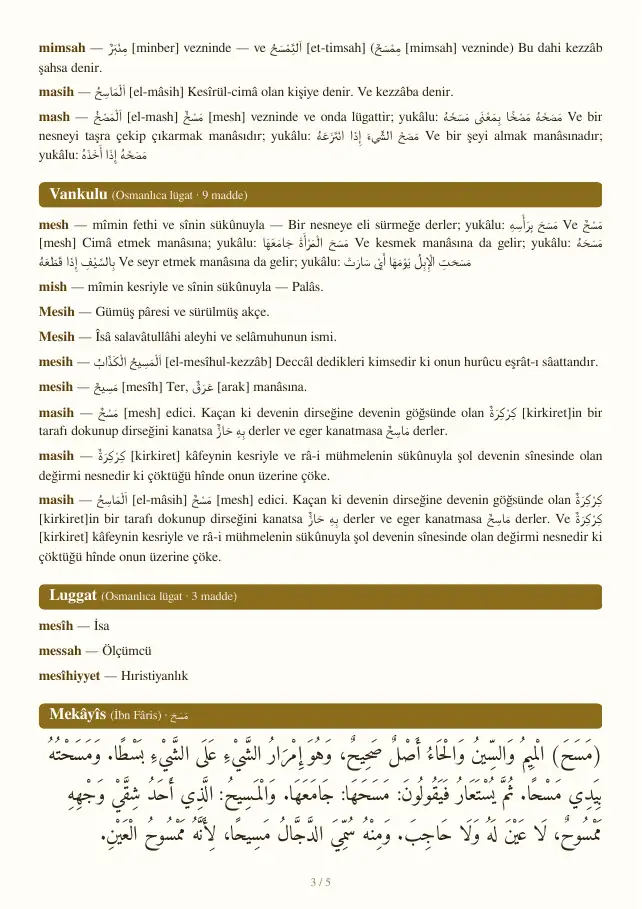 mimsah — مِنْبَرٌ [minber] vezninde — ve اَلتِّمْسَحُ [et-timsah] (مِمْسَحٌ [mimsah] vezninde) Bu dahi kezzâb
şahsa denir.
masih — اَلْمَاسِحُ [el-mâsih] Kesîrül-cimâ olan kişiye denir. Ve kezzâba denir.
mash — اَلْمَصْخُ [el-mash] مَسْخٌ [mesh] vezninde ve onda lügattir; yukâlu: مَصَخَهُ مَصْخًا بِمَعْنَى مَسَخَهُ Ve bir
nesneyi taşra çekip çıkarmak manâsıdır; yukâlu: مَصَخَ الشَّيءَ إِذَا انْتَزَعَهُ Ve bir şeyi almak manâsınadır;
yukâlu: مَصَخَهُ إِذَا أَخَذَهُ
Vankulu (Osmanlıca lügat · 9 madde)
mesh — mîmin fethi ve sînin sükûnuyla — Bir nesneye eli sürmeğe derler; yukâlu: مَسَحَ بِرَأْسِهِ Ve مَسْحٌ
[mesh] Cimâ etmek manâsına; yukâlu: مَسَحَ الْمَرْأَةَ جَامَعَهَا Ve kesmek manâsına da gelir; yukâlu: مَسَحَهُ
بِالسَّيْفِ إِذَا قَطَعَهُ Ve seyr etmek manâsına da gelir; yukâlu: مَسَحَتِ الْإِبِلُ يَوْمَهَا أَيْ سَارَتْ
mish — mîmin kesriyle ve sînin sükûnuyla — Palâs.
Mesih — Gümüş pâresi ve sürülmüş akçe.
Mesih — Îsâ salavâtullâhi aleyhi ve selâmuhunun ismi.
mesih — اَلْمَسِيحُ الْكَذَّابُ [el-mesîhul-kezzâb] Deccâl dedikleri kimsedir ki onun hurûcu eşrât-ı sâattandır.
mesih — مَسِيحٌ [mesîh] Ter, عَرَقٌ [arak] manâsına.
masih — مَسْحٌ [mesh] edici. Kaçan ki devenin dirseğine devenin göğsünde olan كِرْكِرَةٌ [kirkiret]in bir
tarafı dokunup dirseğini kanatsa بِهِ حَازٌّ derler ve eger kanatmasa مَاسِحٌ derler.
masih — كِرْكِرَةٌ [kirkiret] kâfeynin kesriyle ve râ-i mühmelenin sükûnuyla şol devenin sînesinde olan
değirmi nesnedir ki çöktüğü hînde onun üzerine çöke.
masih — اَلْمَاسِحُ [el-mâsih] مَسْحٌ [mesh] edici. Kaçan ki devenin dirseğine devenin göğsünde olan كِرْكِرَةٌ
[kirkiret]in bir tarafı dokunup dirseğini kanatsa بِهِ حَازٌّ derler ve eger kanatmasa مَاسِحٌ derler. Ve كِرْكِرَةٌ
[kirkiret] kâfeynin kesriyle ve râ-i mühmelenin sükûnuyla şol devenin sînesinde olan değirmi nesnedir ki
çöktüğü hînde onun üzerine çöke.
Luggat (Osmanlıca lügat · 3 madde)
mesîh — İsa
messah — Ölçümcü
mesîhiyyet — Hıristiyanlık
Mekâyîs (İbn Fâris) · مَسَحَ
(مَسَحَ) الْمِيمُ وَالسِّينُ وَالْحَاءُ أَصْلٌ صَحِيحٌ، وَهُوَ إِمْرَارُ الشَّيْءِ عَلَى الشَّيْءِ بَسْطًا. وَمَسَحْتُهُ
بِيَدِي مَسْحًا. ثُمَّ يُسْتَعَارُ فَيَقُولُونَ: مَسَحَهَا: جَامَعَهَا. وَالْمَسِيحُ: الَّذِي أَحَدُ شِقَّيْ وَجْهِهِ
مَمْسُوحٌ، لَا عَيْنَ لَهُ وَلَا حَاجِبَ. وَمِنْهُ سُمِّيَ الدَّجَّالُ مَسِيحًا، لِأَنَّهُ مَمْسُوحُ الْعَيْنِ.
3 / 5